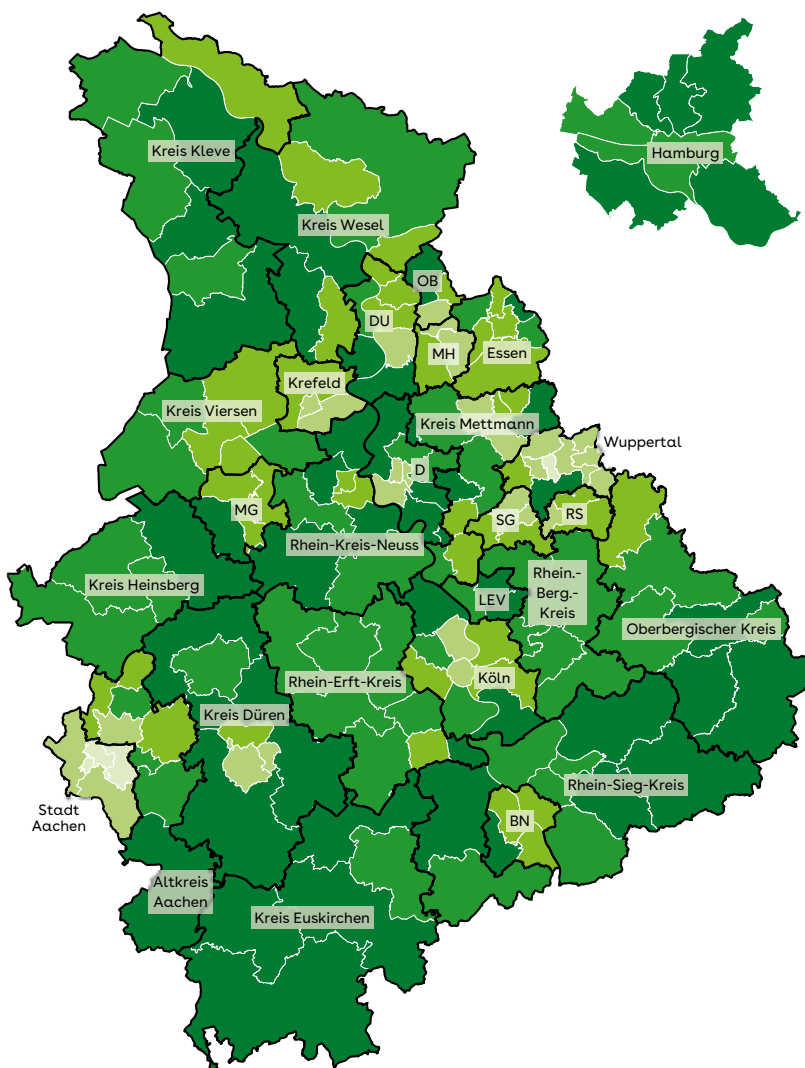 Kreis Kleve
Hamburg
Kreis Wesel
OB
DU
MH
Essen
Krefeld
Kreis Viersen
Kreis Mettmann
Wuppertal
D
MG
SG
RS
Rhein-Kreis-Neuss
Kreis Heinsberg
LEV
Rhein.-
Berg.-
Kreis
Oberbergischer Kreis
Rhein-Erft-Kreis
Köln
Kreis Düren
Rhein-Sieg-Kreis
Stadt
Aachen
BN
Altkreis
Aachen
Kreis Euskirchen